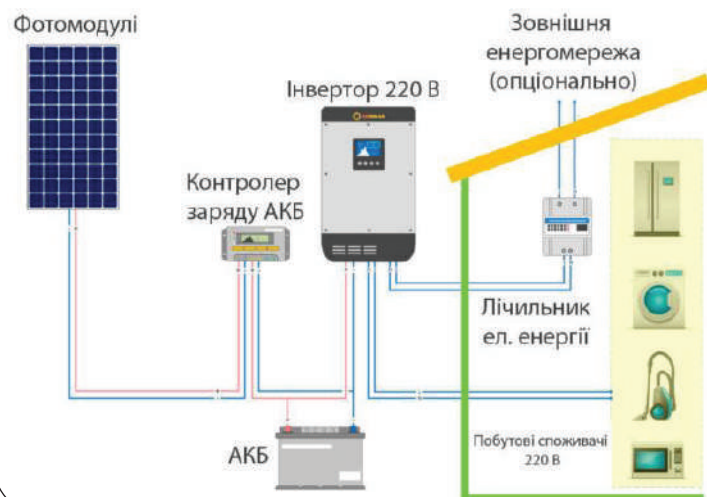 Фотомодулі
Зовнішня
енергомережа
(опціонально)
Інвертор 220 В
Контролер
заряду АКБ
Лічильник
ел. енергії
АКБ
Побутові споживачі
220 В